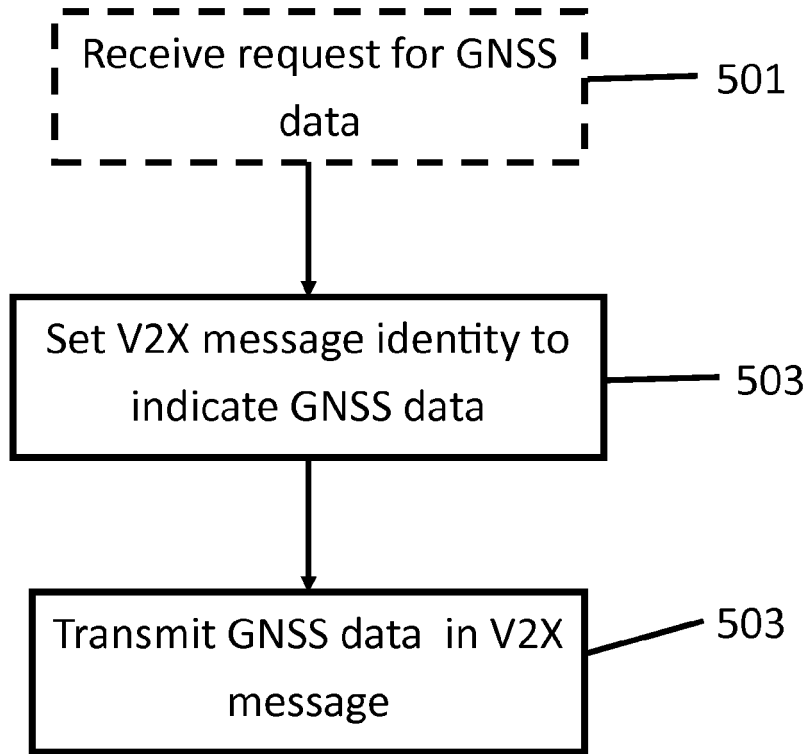 Receive request for GNSS
data
501
Set V2X message identity to
indicate GNSS data
503
Transmit GNSS data in V2X
message
503